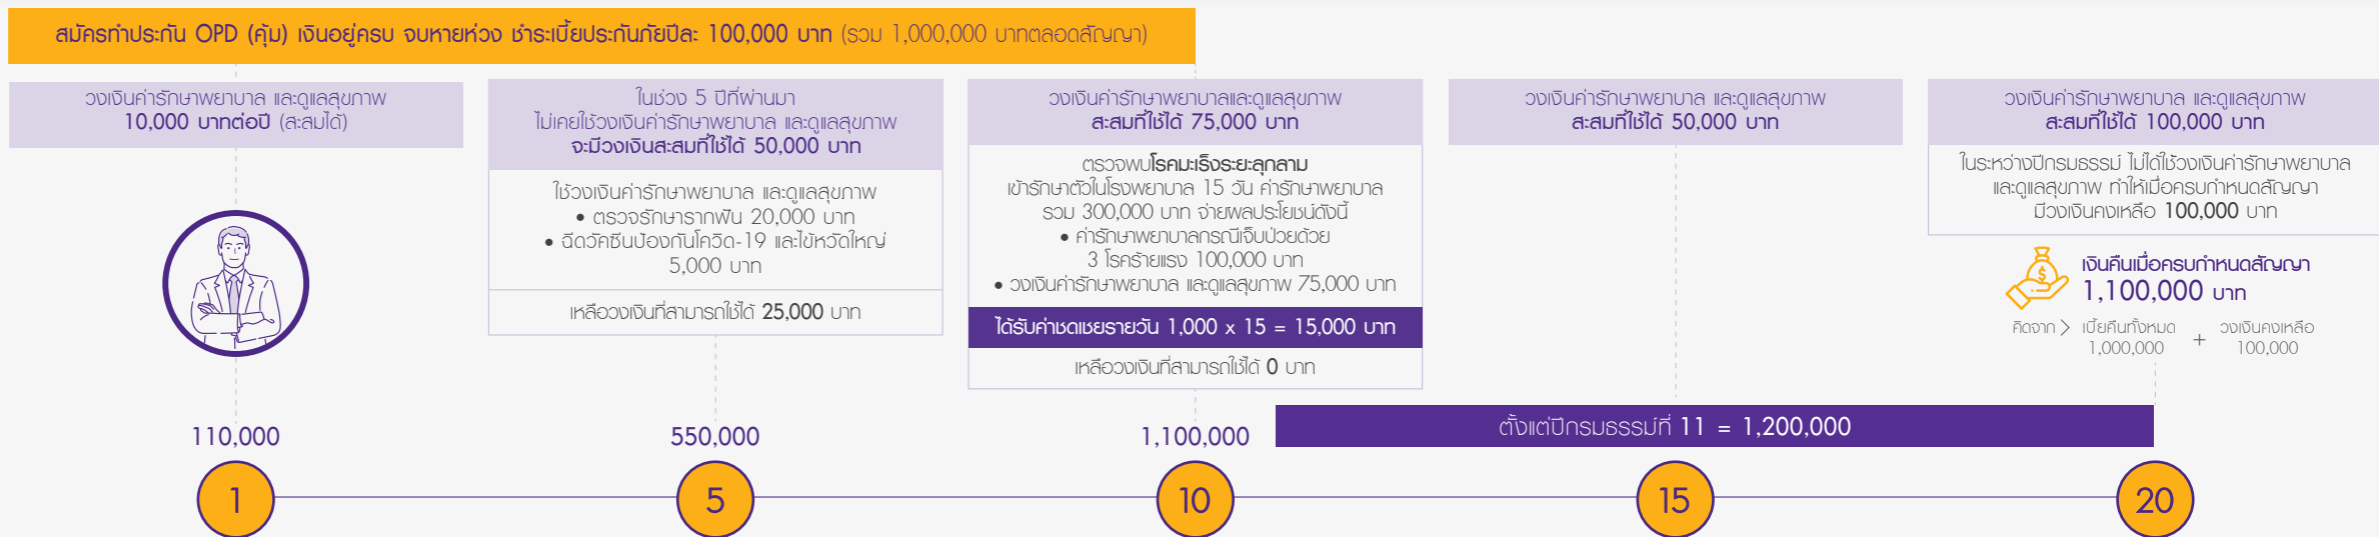 สมัครทำประกัน OPD (คุ้ม) เงินอยู่ครบ จบหายห่วง ชำระเบี้ยประกันภัยปีละ 100,000 บาท (รวม 1,000,000 บาทตลอดสัญญา)
วงเงินค่ารักษาพยาบาล และดูแลสุขภาพ
10,000 บาทต่อปี (สะสมได้)
ในช่วง 5 ปีที่ผ่านมา
ไม่เคยใช้วงเงินค่ารักษาพยาบาล และดูแลสุขภาพ
จะมีวงเงินสะสมที่ใช้ได้ 50,000 บาท
ใช้วงเงินค่ารักษาพยาบาล และดูแลสุขภาพ
• ตรวจรักษารากฟัน 20,000 บาท
• ฉีดวัคซีนป้องกันโควิด-19 และไข้หวัดใหญ่
5,000 บาท
เหลือวงเงินที่สามารถใช้ได้ 25,000 บาท
วงเงินค่ารักษาพยาบาลและดูแลสุขภาพ
สะสมที่ใช้ได้ 75,000 บาท
ตรวจพบโรคมะเร็งระยะลุกลาม
เข้ารักษาตัวในโรงพยาบาล 15 วัน ค่ารักษาพยาบาล
รวม 300,000 บาท จ่ายผลประโยชน์ดังนี้
• ค่ารักษาพยาบาลกรณีเจ็บป่วยด้วย
3 โรคร้ายแรง 100,000 บาท
• วงเงินค่ารักษาพยาบาล และดูแลสุขภาพ 75,000 บาท
ได้รับค่าชดเชยรายวัน 1,000 x 15 = 15,000 บาท
เหลือวงเงินที่สามารถใช้ได้ 0 บาท
วงเงินค่ารักษาพยาบาล และดูแลสุขภาพ
สะสมที่ใช้ได้ 50,000 บาท
วงเงินค่ารักษาพยาบาล และดูแลสุขภาพ
สะสมที่ใช้ได้ 100,000 บาท
ในระหว่างปีกรมธรรม์ ไม่ได้ใช้วงเงินค่ารักษาพยาบาล
และดูแลสุขภาพ ทำให้เมื่อครบกำหนดสัญญา
มีวงเงินคงเหลือ 100,000 บาท
$
เงินคืนเมื่อครบกำหนดสัญญา
1,100,000 บาท
คิดจาก > เบี้ยคืนทั้งหมด + วงเงินคงเหลือ
1,000,000 100,000
110,000
550,000
1,100,000
ตั้งแต่ปีกรมธรรม์ที่ 11 = 1,200,000
1
5
10
15
20